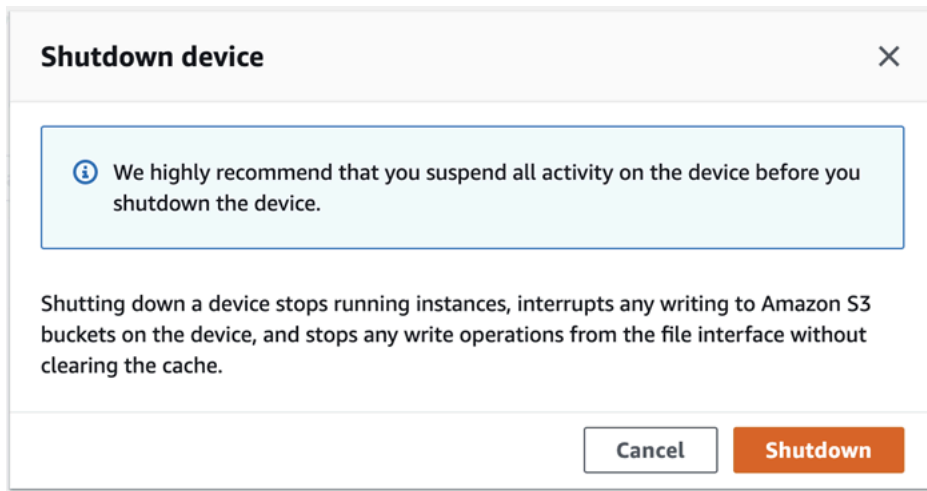 Shutdown device
We highly recommend that you suspend all activity on the device before you
shutdown the device.
Shutting down a device stops running instances, interrupts any writing to Amazon S3
buckets on the device, and stops any write operations from the file interface without
clearing the cache.
Cancel Shutdown